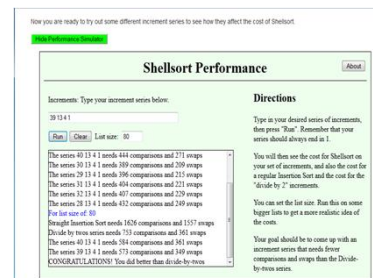 Now you are ready to try out some different increment series to see how they affect the cost of Shellsort
Hide Performance Simulator
Shellsort Performance
About
Increments: Type your increment series below.
39 13 4 1
Run Clear List size: 80
The series 40 13 4 1 needs 444 comparisons and 271 swaps
The series 30 13 4 1 needs 389 comparisons and 209 swaps
The series 29 13 4 1 needs 396 comparisons and 215 swaps
The series 31 13 4 1 needs 404 comparisons and 221 swaps
The series 32 13 4 1 needs 407 comparisons and 229 swaps
The series 28 13 4 1 needs 432 comparisons and 249 swaps
For list size of: 80
Straight Insertion Sort needs 1626 comparisons and 1557 swaps
Divide by twos series needs 753 comparisons and 361 swaps
The series 40 13 4 1 needs 584 comparisons and 361 swaps
The series 39 13 4 1 needs 573 comparisons and 349 swaps
CONGRATULATIONS! You did better than divide-by-twos
Directions
Type in your desired series of increments,
then press "Run". Remember that your
series should always end in 1.
You will then see the cost for Shellsort on
your set of increments, and also the cost for
a regular Insertion Sort and the cost for the
"divide by 2" increments.
You can set the list size. Run this on some
bigger lists to get a more realistic idea of
the costs.
Your goal should be to come up with an
increment series that needs fewer
comparisons and swaps than the Divide-
by-twos series.